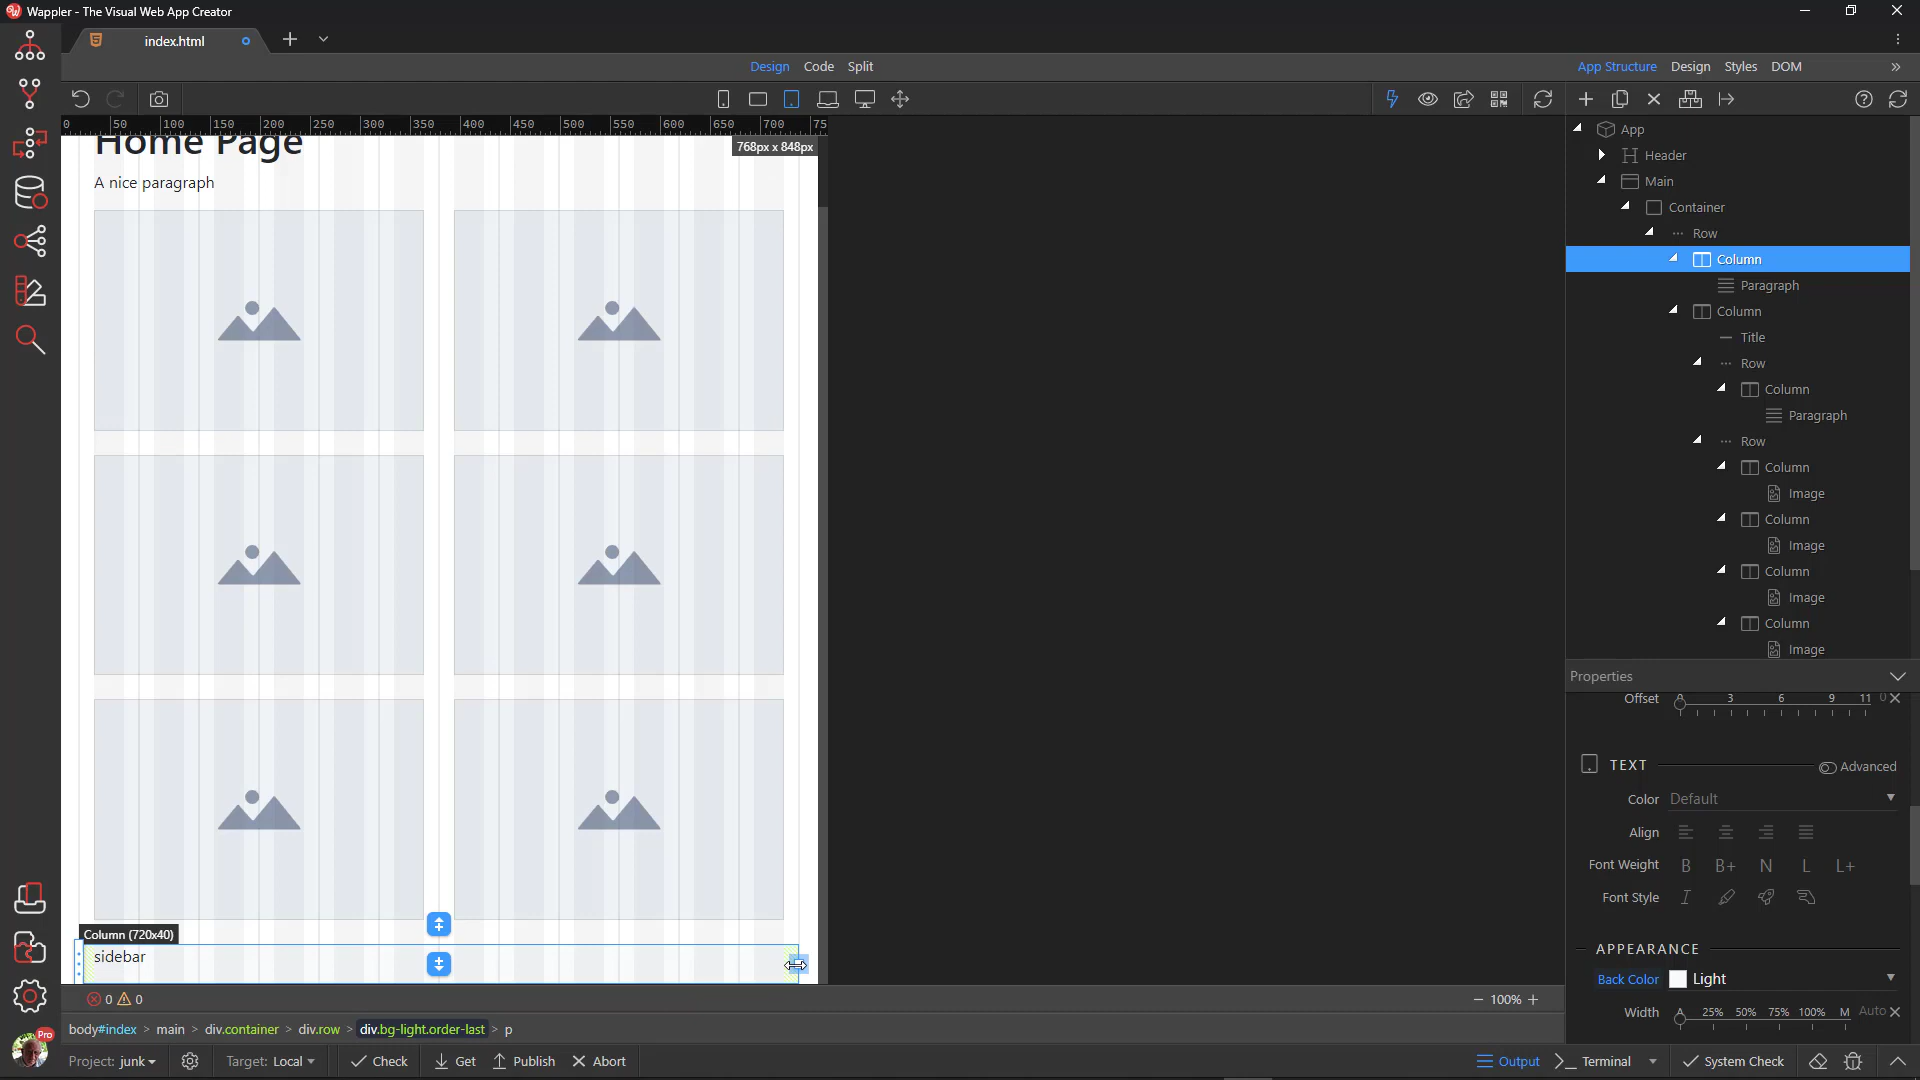 Wappler - The Visual Web App Creator
index.html
Design Code Split
App Structure Design Styles DOM
0 50 100 150 200 250 300 350 400 450 500 550 600 650 700 75
Home Page
768px x 848px
A nice paragraph
Column (720x40)
sidebar
App
Header
Main
Container
Row
Column
Paragraph
Column
Title
Row
Column
Paragraph
Row
Column
Image
Column
Image
Column
Image
Column
Image
Properties
Offset 0 3 6 9 11 0
TEXT Advanced
Color Default
Align
Font Weight B B+ N L L+
Font Style
APPEARANCE
Back Color Light
Width A 25% 50% 75% 100% M Auto
0 0
100%
body#index > main > div.container > div.row > div.bg-light.order-last > p
Pro
Project: junk Target: Local Check Get Publish Abort Output Terminal System Check